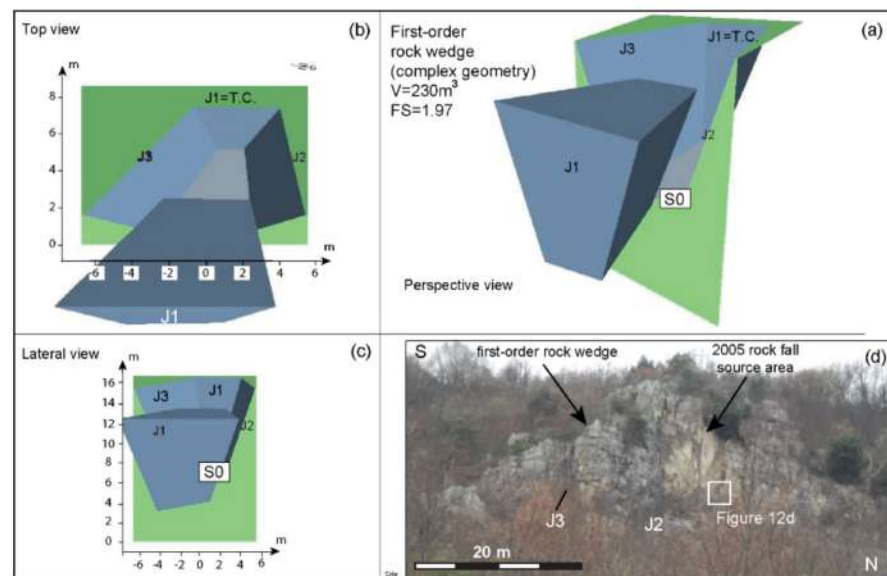 Top view
(b)
m
J1=T.C.
8
6
4
2
0
J3
J2
m
-6 -4 -2 0 2 4 6
J1
First-order
rock wedge
(complex geometry)
V=230m³
FS=1.97
(a)
J3
J1=T.C.
J2
J1
S0
Perspective view
Lateral view
(c)
m
16
14
12
10
8
6
4
2
0
J3
J1
J1
J2
S0
m
-6 -4 -2 0 2 4 6
S
first-order rock wedge
2005 rock fall
source area
(d)
J3
J2
Figure 12d
20 m
N